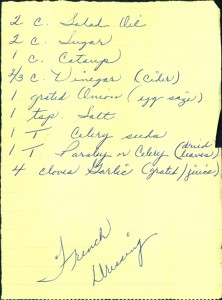 2 c. Salad Oil
2 c. Sugar
1 c. Catsup
2/3 c. Vinegar (cider)
1 grated Onion (egg size)
1 tsp. Salt
1 T Celery seeds
1 T Parsley or Celery (dried leaves)
4 cloves Garlic (grated/juice)
French
Dressing